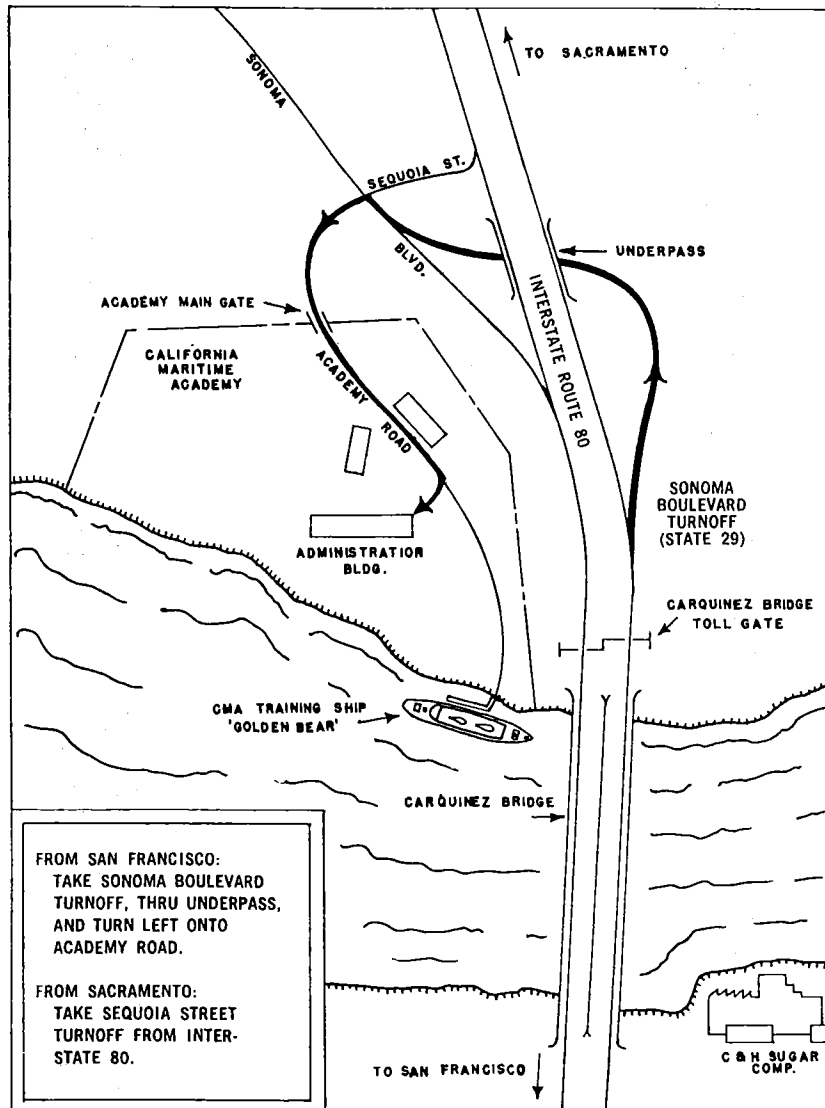 TO SACRAMENTO
SONOMA
SEQUOIA ST.
UNDERPASS
BLVD.
INTERSTATE ROUTE 80
ACADEMY MAIN GATE
CALIFORNIA
MARITIME
ACADEMY
ACADEMY
ROAD
SONOMA
BOULEVARD
TURNOFF
(STATE 29)
ADMINISTRATION
BLDG.
CARQUINEZ BRIDGE
TOLL GATE
CMA TRAINING SHIP
'GOLDEN BEAR'
CARQUINEZ BRIDGE
FROM SAN FRANCISCO:
TAKE SONOMA BOULEVARD
TURNOFF, THRU UNDERPASS,
AND TURN LEFT ONTO
ACADEMY ROAD.
FROM SACRAMENTO:
TAKE SEQUOIA STREET
TURNOFF FROM INTER-
STATE 80.
TO SAN FRANCISCO
C & H SUGAR
COMP.